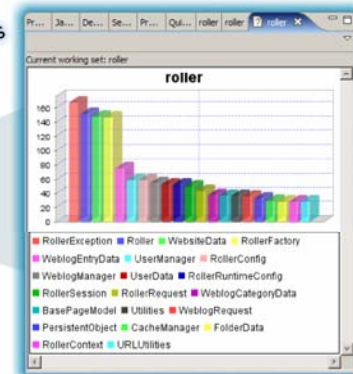 Pr... Ja... De... Se... Pr... Qui... roller roller roller
Current working set: roller
roller
160
140
120
100
80
60
40
20
0
RollerException Roller WebsiteData RollerFactory
WeblogEntryData UserManager RollerConfig
WeblogManager UserData RollerRuntimeConfig
RollerSession RollerRequest WeblogCategoryData
BasePageModel Utilities WeblogRequest
PersistentObject CacheManager FolderData
RollerContext URLUtilities